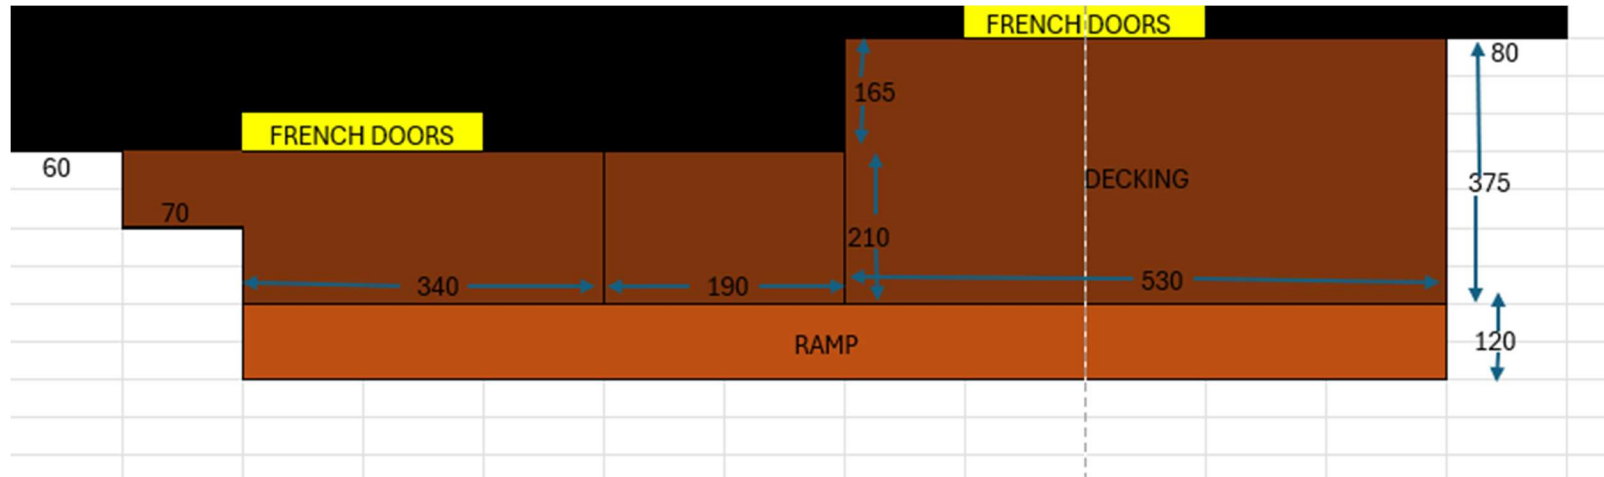 FRENCH DOORS
80
165
FRENCH DOORS
60
DECKING
375
70
210
340
190
530
RAMP
120